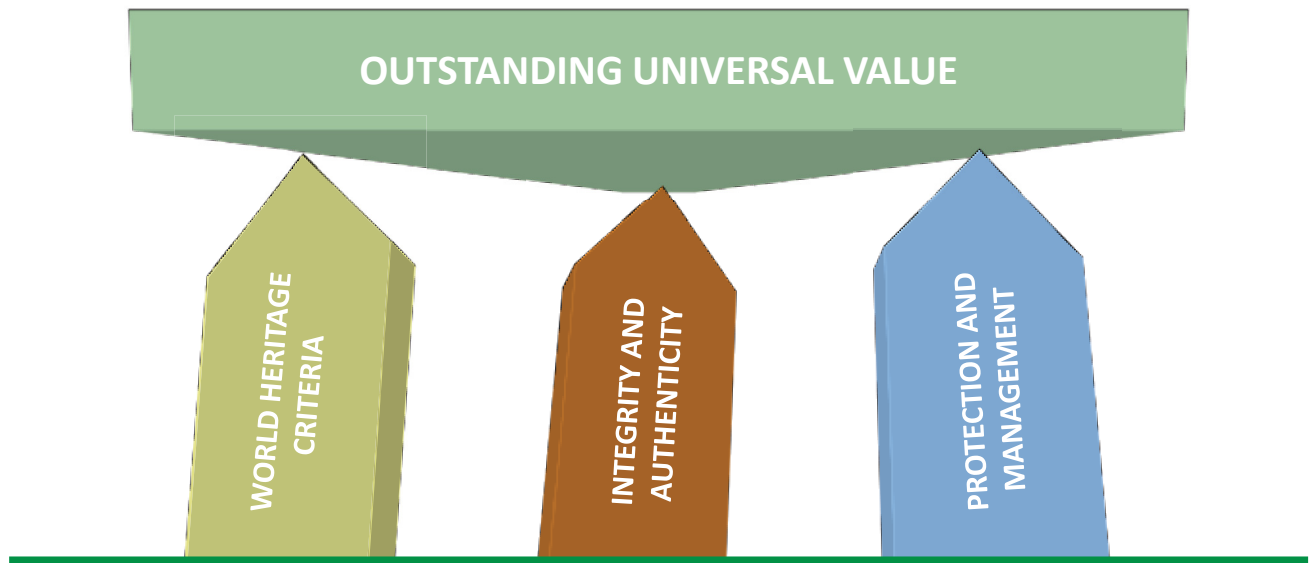 OUTSTANDING UNIVERSAL VALUE
WORLD HERITAGE
CRITERIA
INTEGRITY AND
AUTHENTICITY
PROTECTION AND
MANAGEMENT